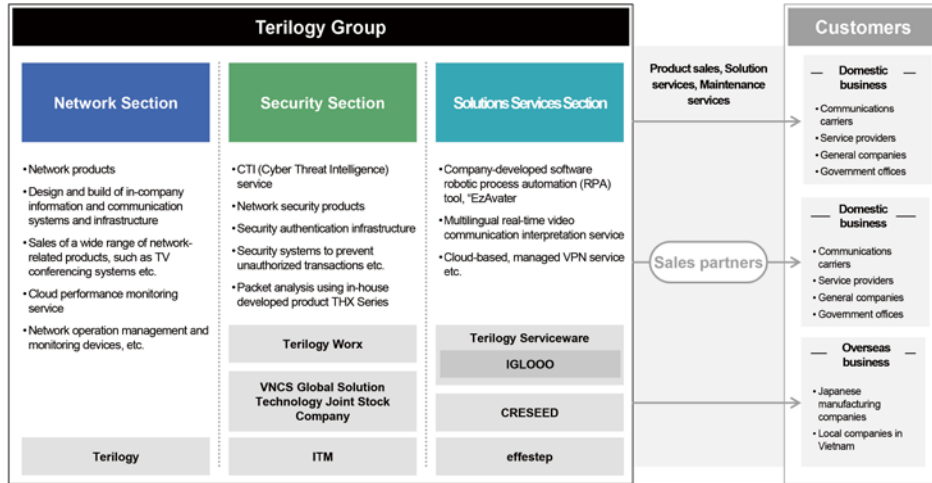 Terilogy Group
Network Section
• Network products
• Design and build of in-company
information and communication
systems and infrastructure
• Sales of a wide range of network-
related products, such as TV
conferencing systems etc.
• Cloud performance monitoring
service
• Network operation management and
monitoring devices, etc.
Terilogy
Security Section
• CTI (Cyber Threat Intelligence)
service
• Network security products
• Security authentication infrastructure
• Security systems to prevent
unauthorized transactions etc.
• Packet analysis using in-house
developed product THX Series
Terilogy Worx
VNCS Global Solution
Technology Joint Stock
Company
ITM
Solutions Services Section
• Company-developed software
robotic process automation (RPA)
tool, "EzAvater
• Multilingual real-time video
communication interpretation service
• Cloud-based, managed VPN service
etc.
Terilogy Serviceware
IGLOOO
CRESEED
effestep
Product sales, Solution
services, Maintenance
services
Sales partners
Customers
Domestic
business
• Communications
carriers
• Service providers
• General companies
• Government offices
Domestic
business
• Communications
carriers
• Service providers
• General companies
• Government offices
Overseas
business
• Japanese
manufacturing
companies
• Local companies in
Vietnam